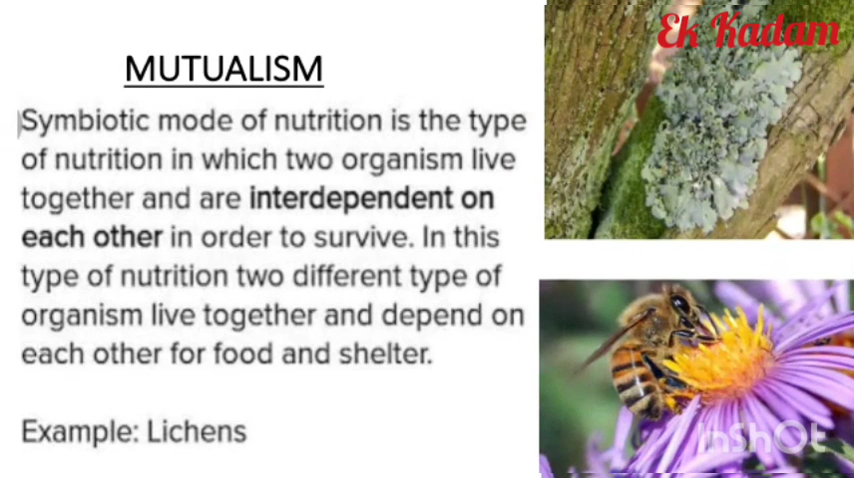 Ek Kadam
MUTUALISM
Symbiotic mode of nutrition is the type
of nutrition in which two organism live
together and are interdependent on
each other in order to survive. In this
type of nutrition two different type of
organism live together and depend on
each other for food and shelter.
Example: Lichens
InShOt